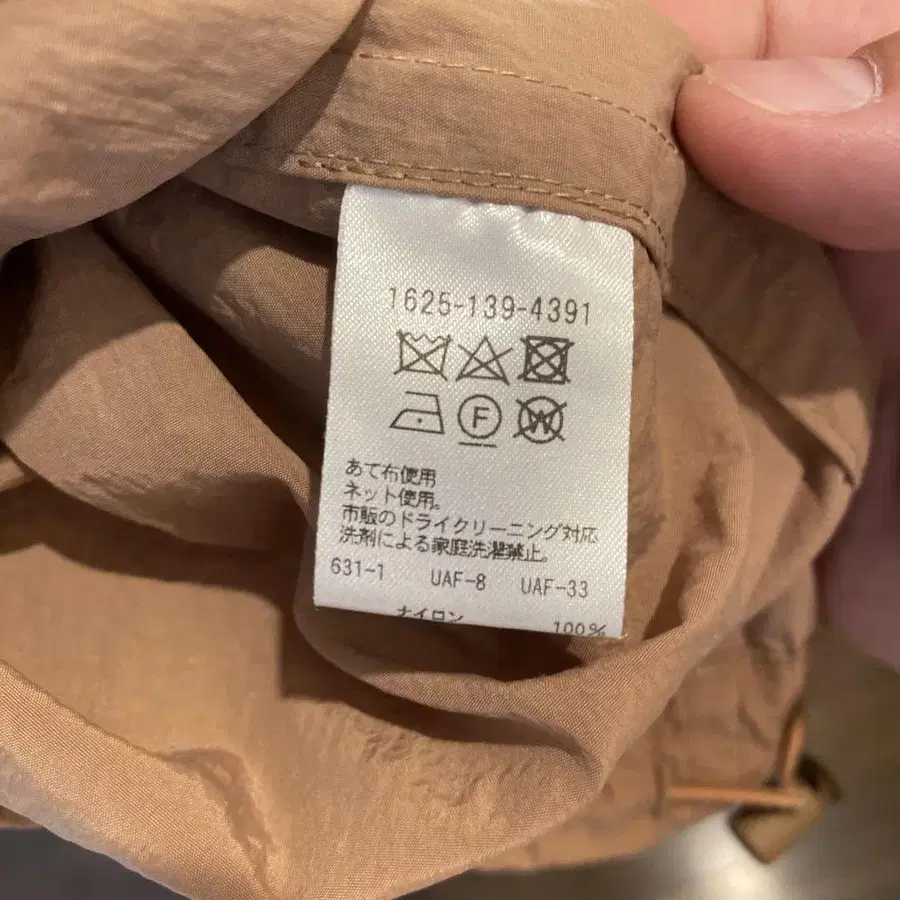 1625-139-4391
F W
あて布使用
ネット使用。
市販のドライクリーニング対応
洗剤による家庭洗濯禁止。
631-1 UAF-8 UAF-33
ナイロン 100%